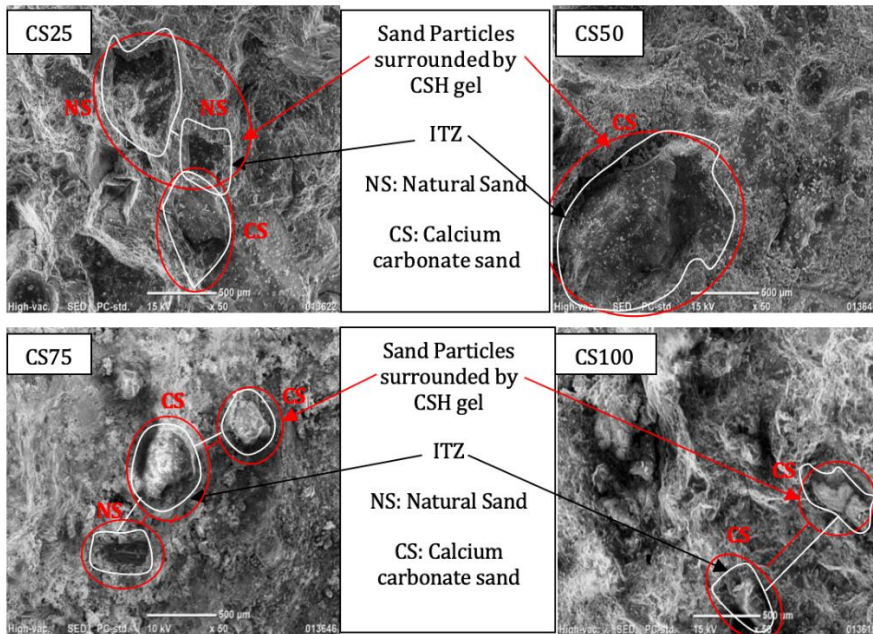 CS25
NS
NS
CS
500 µm
High-vac. SED PC-std. 15 kV x 50 013622
Sand Particles
surrounded by
CSH gel
ITZ
NS: Natural Sand
CS: Calcium
carbonate sand
CS50
CS
500 µm
High-vac. SED PC-std. 15 kV x 50
CS75
CS
CS
NS
500 µm
High-vac. SED PC-std. 10 kV x 50 013646
Sand Particles
surrounded by
CSH gel
ITZ
NS: Natural Sand
CS: Calcium
carbonate sand
CS100
CS
CS
500 µm
High-vac. SED PC-std. 15 kV x 50